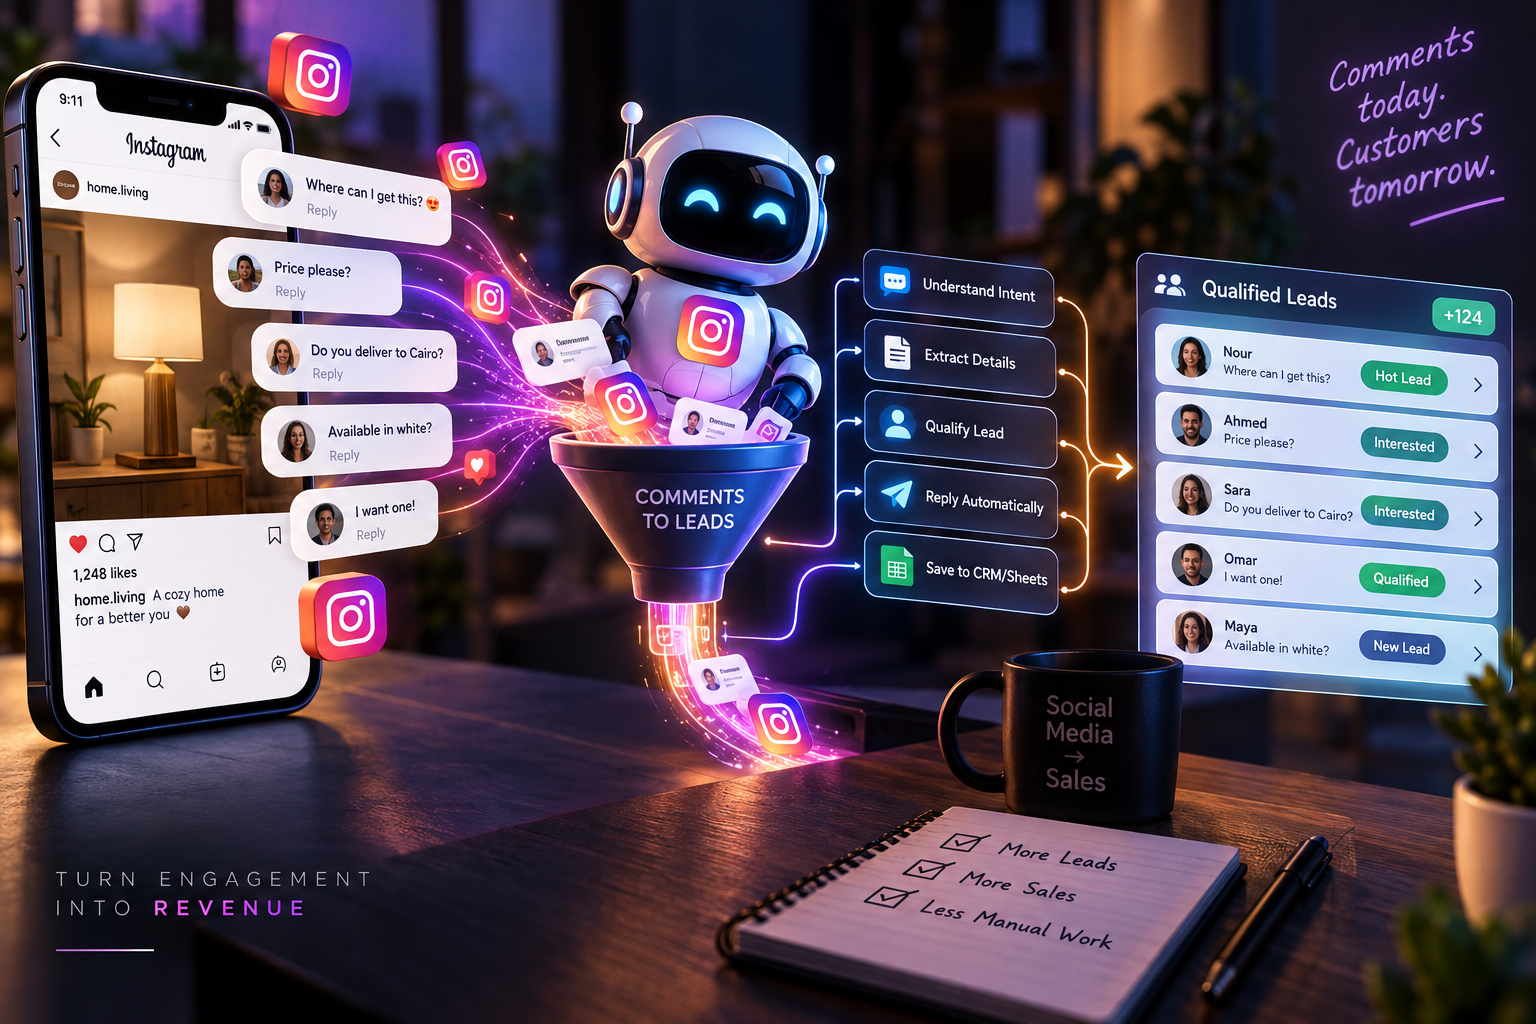 9:11
Instagram
home.living
Where can I get this? 😍
Reply
Price please?
Reply
Do you deliver to Cairo?
Reply
Available in white?
Reply
I want one!
Reply
1,248 likes
home.living A cozy home
for a better you 🤎
COMMENTS
TO LEADS
Understand Intent
Extract Details
Qualify Lead
Reply Automatically
Save to CRM/Sheets
Comments
today.
Customers
tomorrow.
Qualified Leads
+124
Nour
Where can I get this?
Hot Lead
Ahmed
Price please?
Interested
Sara
Do you deliver to Cairo?
Interested
Omar
I want one!
Qualified
Maya
Available in white?
New Lead
Social
Media
→
Sales
More Leads
More Sales
Less Manual Work
TURN ENGAGEMENT
INTO REVENUE